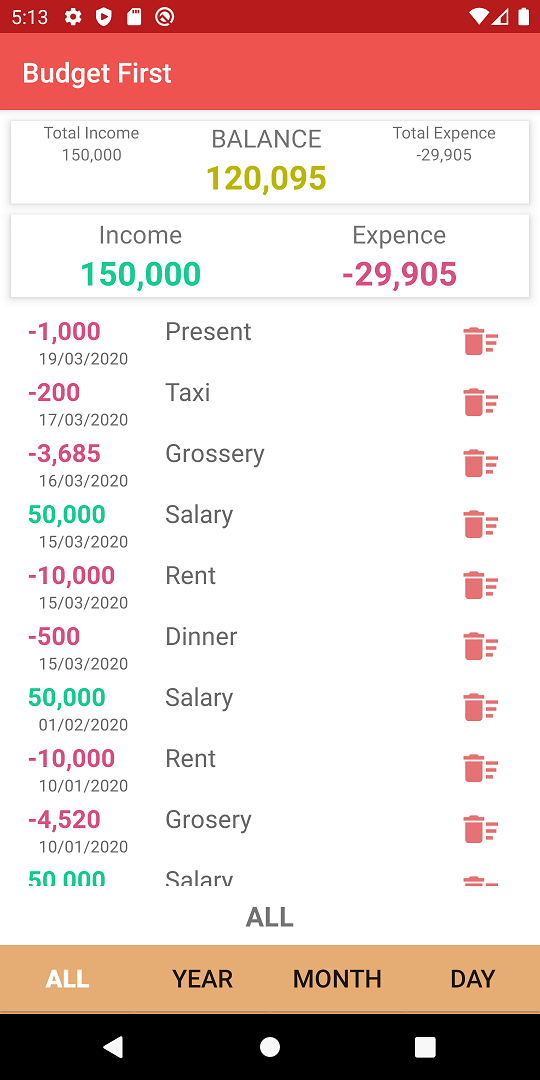 5:13
Budget First
Total Income
150,000
BALANCE
120,095
Total Expence
-29,905
Income
150,000
Expence
-29,905
-1,000 Present
19/03/2020
-200 Taxi
17/03/2020
-3,685 Grossery
16/03/2020
50,000 Salary
15/03/2020
-10,000 Rent
15/03/2020
-500 Dinner
15/03/2020
50,000 Salary
01/02/2020
-10,000 Rent
10/01/2020
-4,520 Grosery
10/01/2020
50,000 Salary
ALL
ALL YEAR MONTH DAY